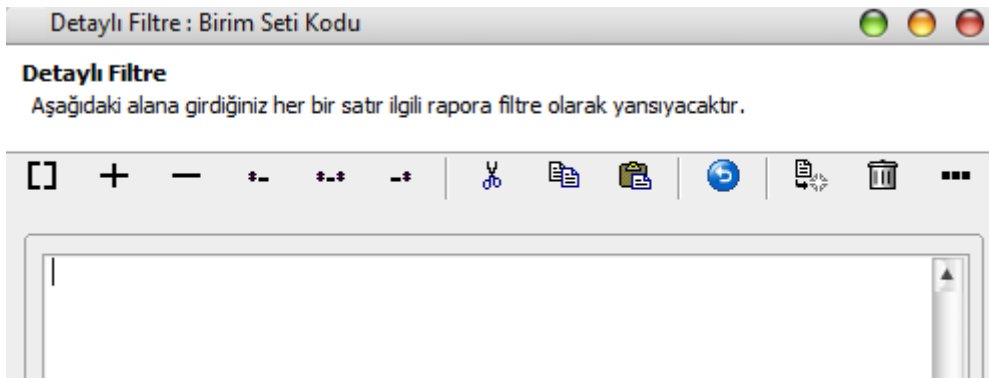 Detaylı Filtre : Birim Seti Kodu
Detaylı Filtre
Aşağıdaki alana girdiğiniz her bir satır ilgili rapora filtre olarak yansıyacaktır.